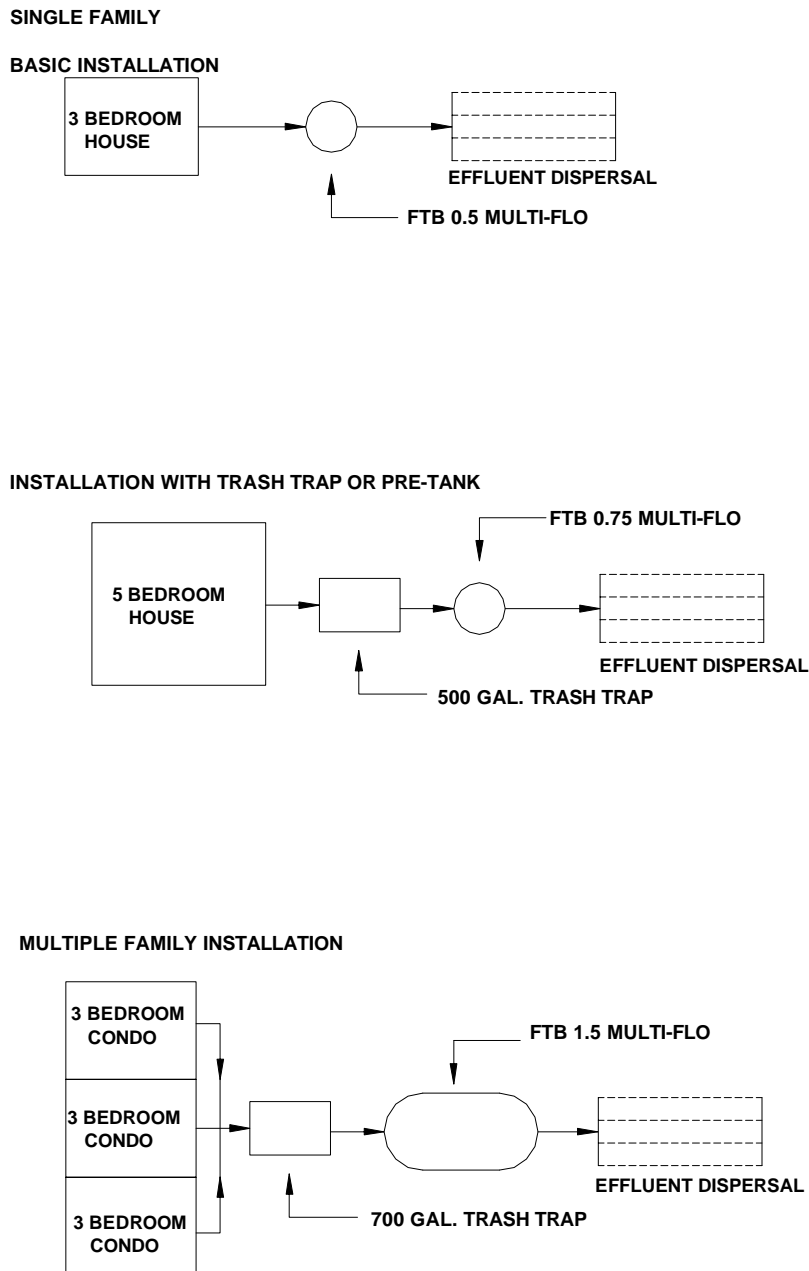 SINGLE FAMILY
BASIC INSTALLATION
3 BEDROOM
HOUSE
EFFLUENT DISPERSAL
FTB 0.5 MULTI-FLO
INSTALLATION WITH TRASH TRAP OR PRE-TANK
FTB 0.75 MULTI-FLO
5 BEDROOM
HOUSE
EFFLUENT DISPERSAL
500 GAL. TRASH TRAP
MULTIPLE FAMILY INSTALLATION
3 BEDROOM
CONDO
FTB 1.5 MULTI-FLO
3 BEDROOM
CONDO
EFFLUENT DISPERSAL
3 BEDROOM
CONDO
700 GAL. TRASH TRAP